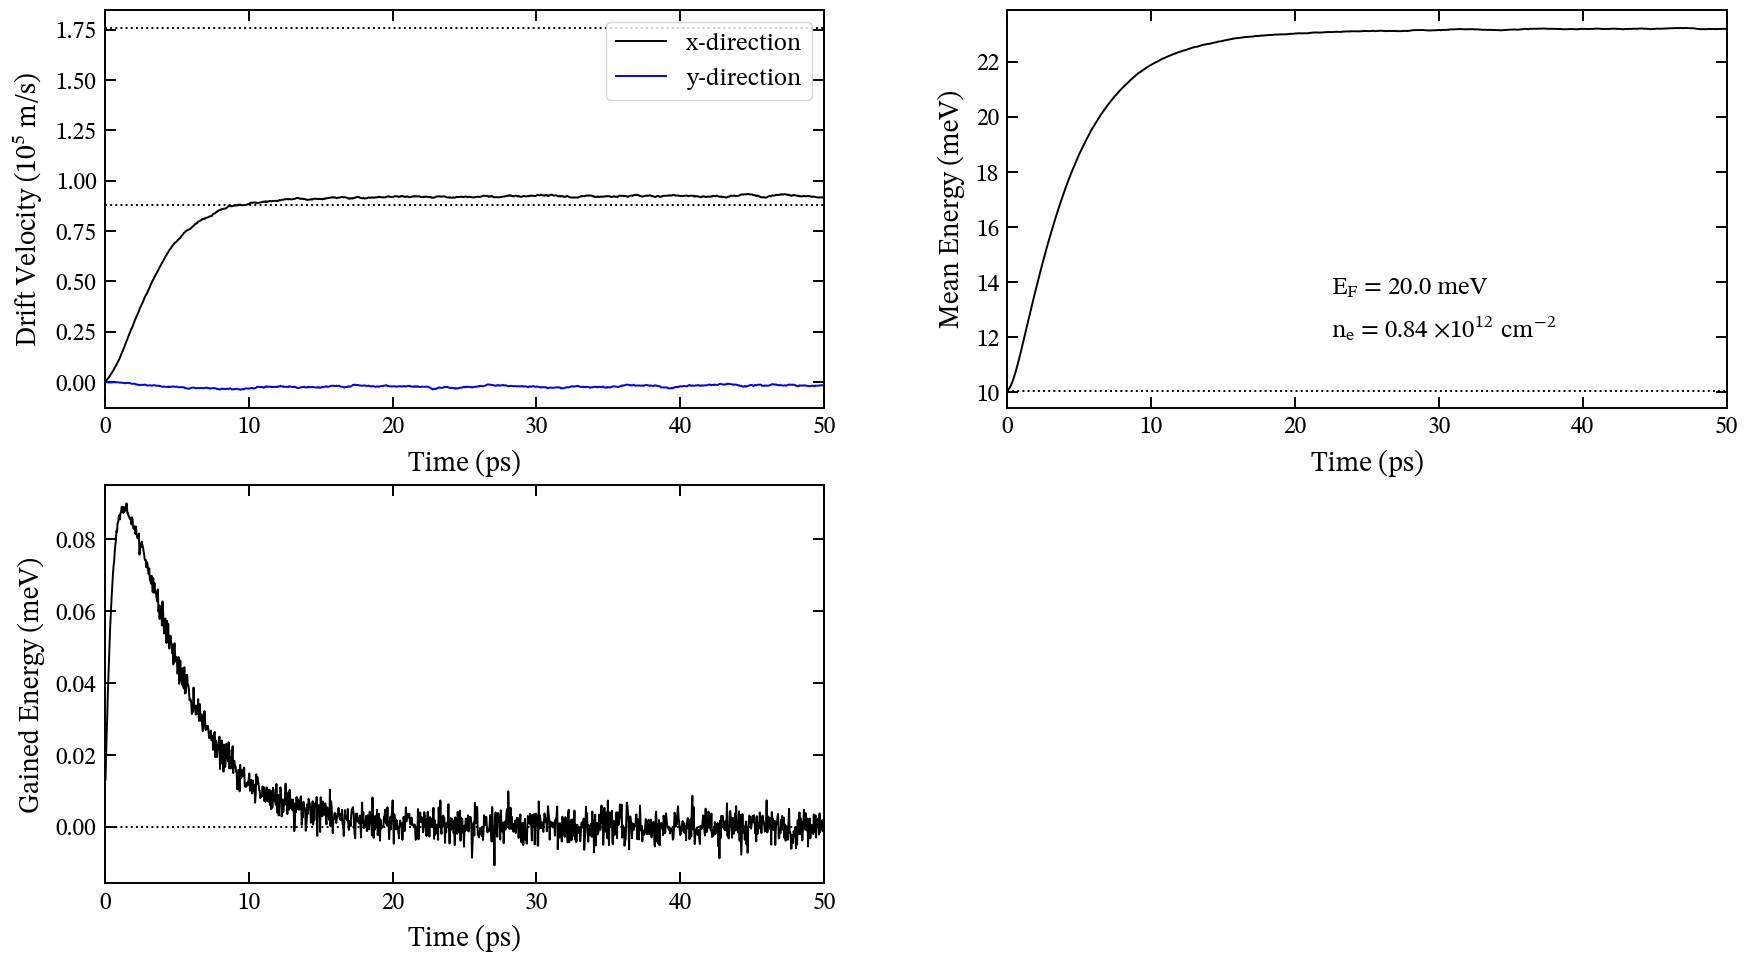 1.75
1.50
1.25
1.00
0.75
0.50
0.25
0.00
Drift Velocity (10⁵ m/s)
x-direction
y-direction
0 10 20 30 40 50
Time (ps)
22
20
18
16
14
12
10
Mean Energy (meV)
E_F = 20.0 meV
n_e = 0.84 ×10¹² cm⁻²
0 10 20 30 40 50
Time (ps)
0.08
0.06
0.04
0.02
0.00
Gained Energy (meV)
0 10 20 30 40 50
Time (ps)